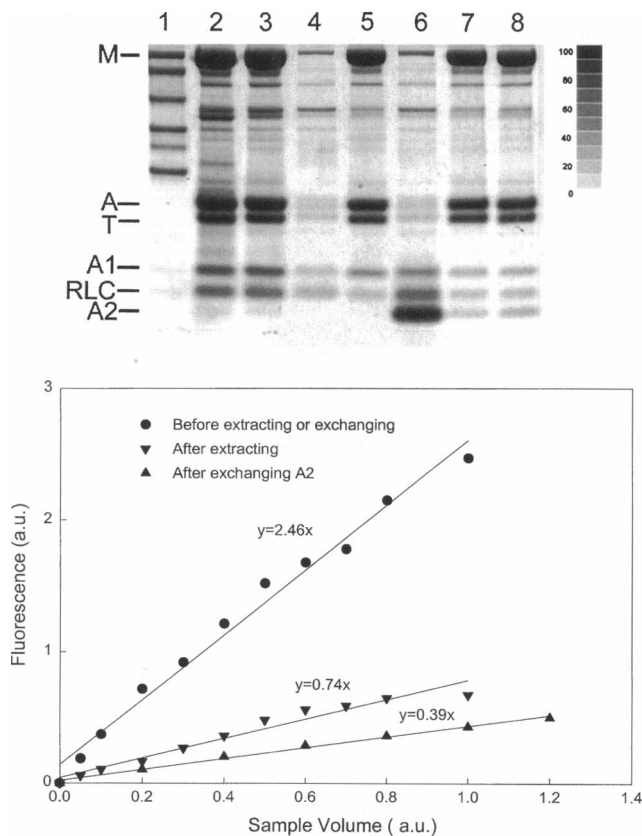 1 2 3 4 5 6 7 8
M
A
T
A1
RLC
A2
100
80
60
40
20
0
3
2
1
0
Fluorescence (a.u.)
Before extracting or exchanging
After extracting
After exchanging A2
y=2.46x
y=0.74x
y=0.39x
0.0 0.2 0.4 0.6 0.8 1.0 1.2 1.4
Sample Volume ( a.u.)